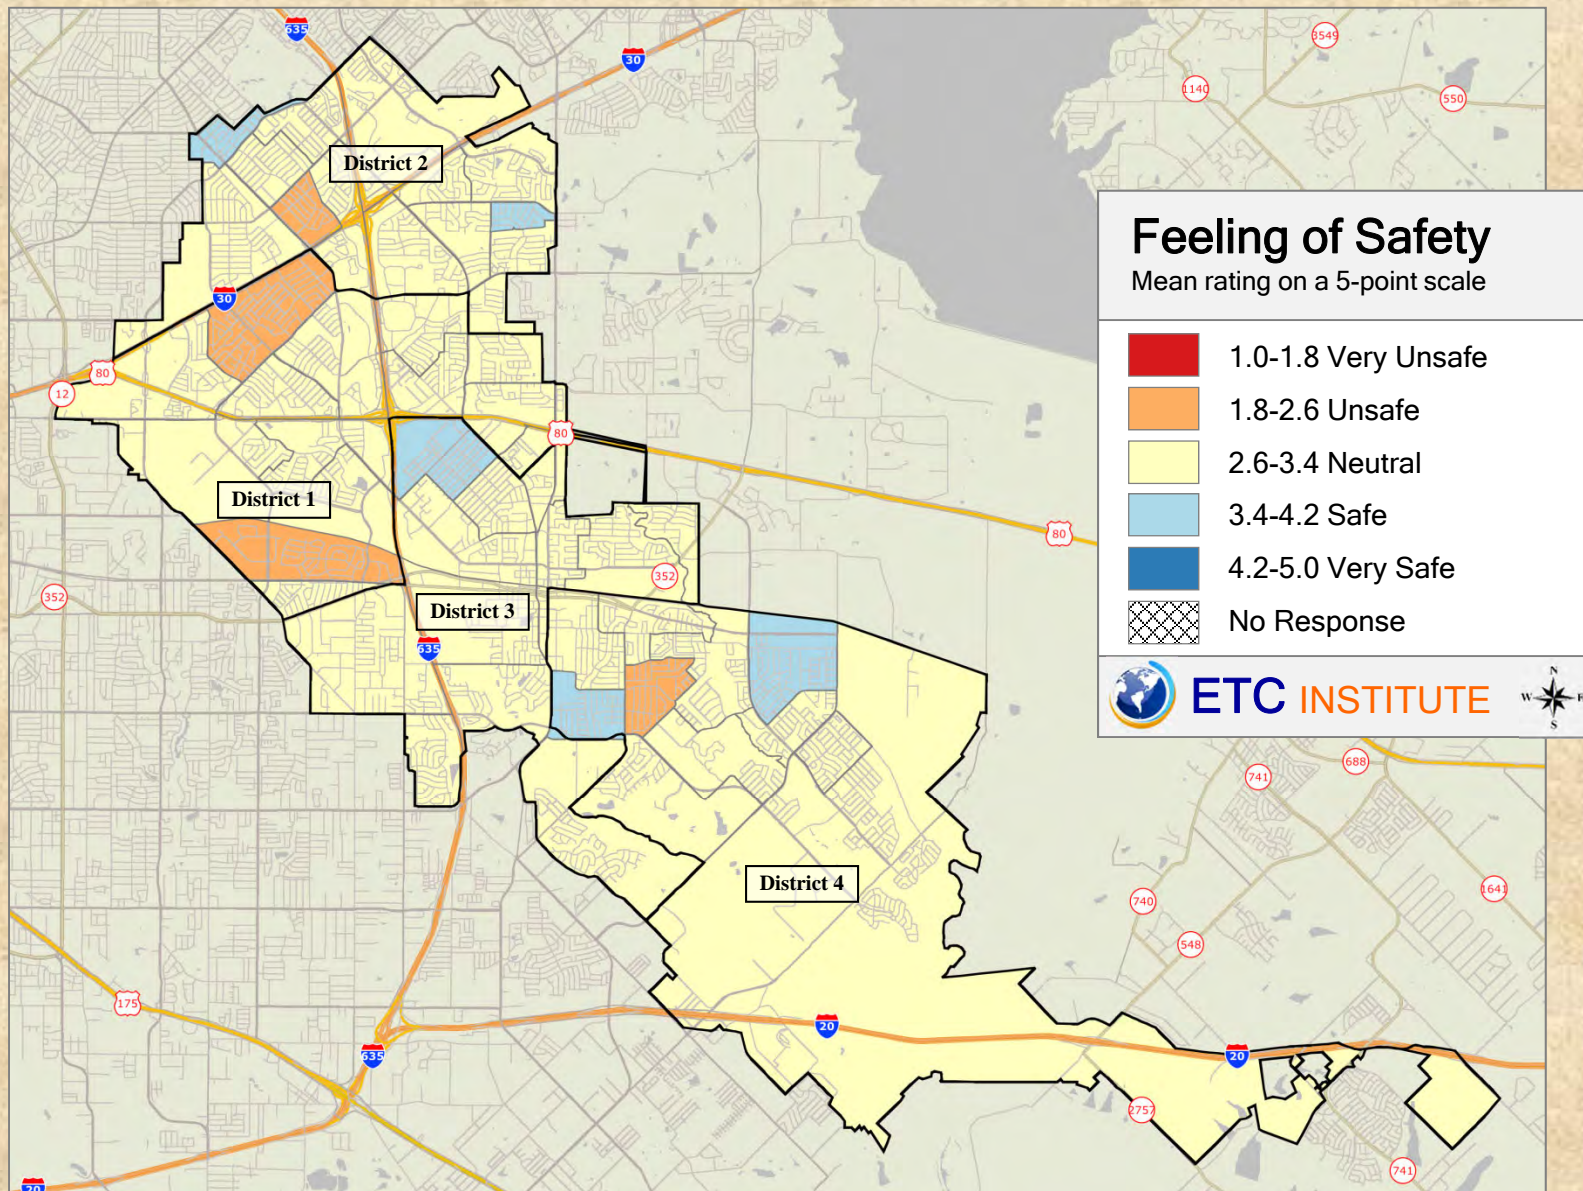 635
30
3549
1140
550
District 2
Feeling of Safety
Mean rating on a 5-point scale
30
1.0-1.8 Very Unsafe
80
12
1.8-2.6 Unsafe
80
2.6-3.4 Neutral
District 1
3.4-4.2 Safe
80
4.2-5.0 Very Safe
352
352
District 3
No Response
635
ETC INSTITUTE
N
W
E
S
688
741
District 4
1641
740
548
175
20
635
20
2757
741
20